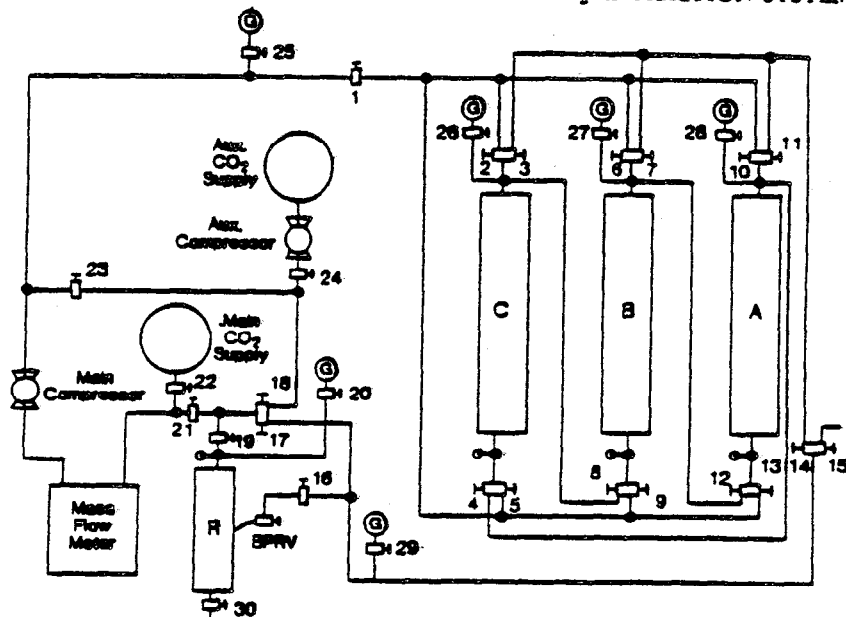 G
25
1
G
26
G
27
G
28
11
2
3
6
7
10
Aux.
CO2
Supply
Aux.
Compressor
24
23
C
B
A
Main
CO2
Supply
G
20
22
18
Main
Compressor
21
19
17
Mass
Flow
Meter
R
16
BPRV
G
29
30
8
12
13
14
15
4
5
9